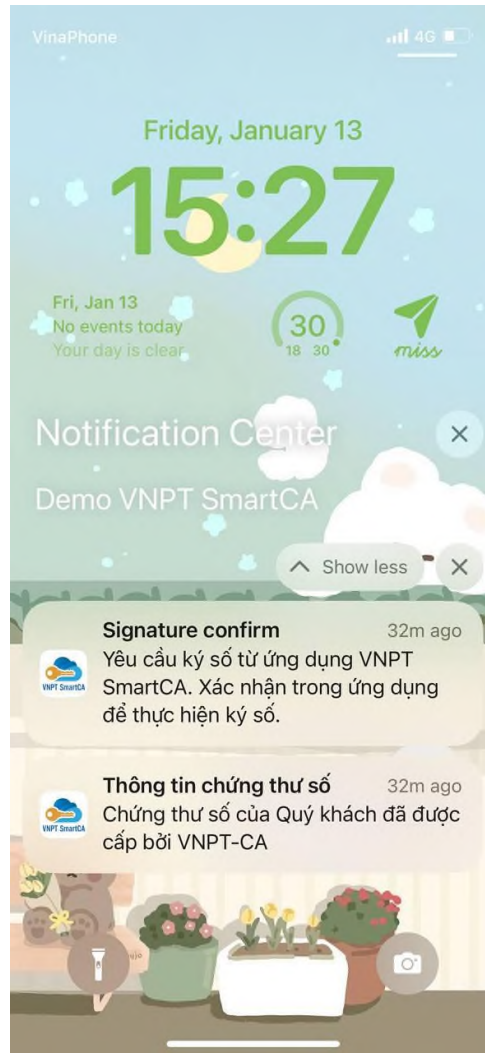 VinaPhone
4G
Friday, January 13
15:27
Fri, Jan 13
No events today
Your day is clear
30
18 30
miss
Notification Center
Demo VNPT SmartCA
Show less
Signature confirm 32m ago
Yêu cầu ký số từ ứng dụng VNPT
SmartCA. Xác nhận trong ứng dụng
để thực hiện ký số.
VNPT SmartCA
Thông tin chứng thư số 32m ago
Chứng thư số của Quý khách đã được
cấp bởi VNPT-CA
VNPT SmartCA